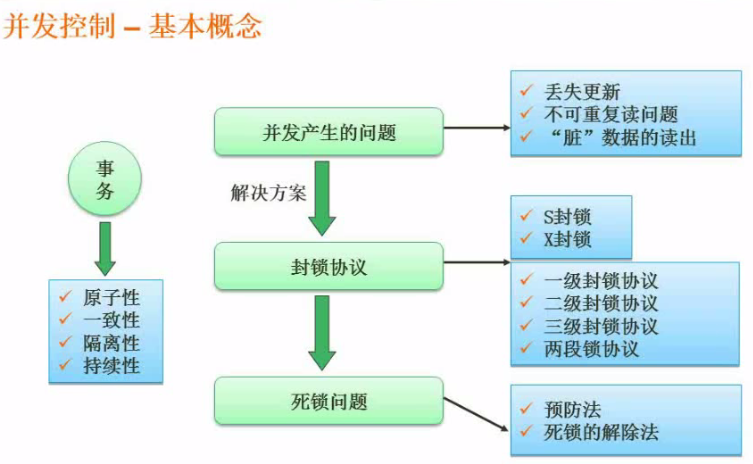 并发控制 – 基本概念
事
务
原子性
一致性
隔离性
持续性
并发产生的问题
丢失更新
不可重复读问题
“脏”数据的读出
解决方案
封锁协议
S封锁
X封锁
一级封锁协议
二级封锁协议
三级封锁协议
两段锁协议
死锁问题
预防法
死锁的解除法